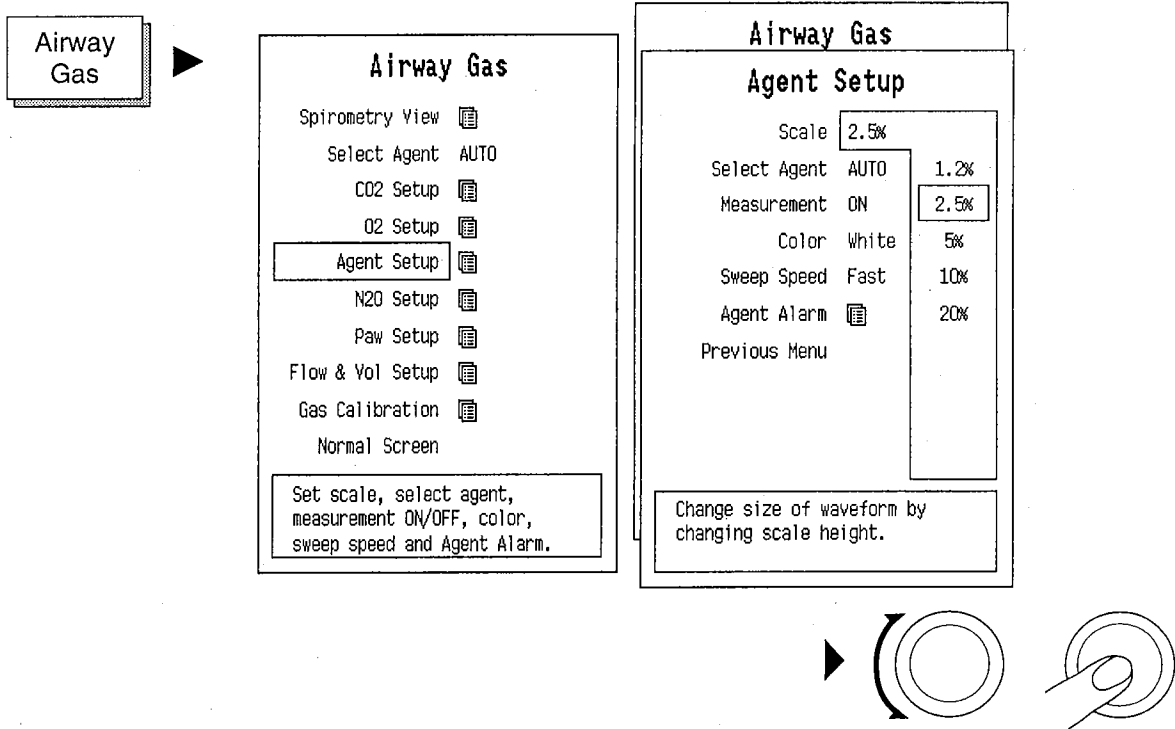 Airway
Gas
Airway Gas
Spirometry View
Select Agent AUTO
CO2 Setup
O2 Setup
Agent Setup
N2O Setup
Paw Setup
Flow & Vol Setup
Gas Calibration
Normal Screen
Set scale, select agent,
measurement ON/OFF, color,
sweep speed and Agent Alarm.
Airway Gas
Agent Setup
Scale 2.5%
Select Agent AUTO 1.2%
Measurement ON 2.5%
Color White 5%
Sweep Speed Fast 10%
Agent Alarm 20%
Previous Menu
Change size of waveform by
changing scale height.